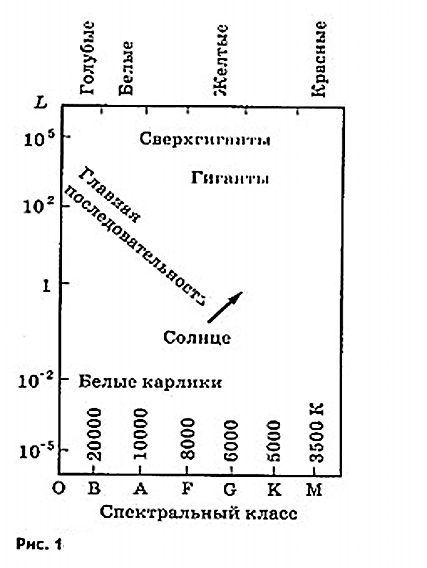 Голубые
Белые
Желтые
Красные
L
10⁵
Сверхгиганты
Гиганты
10²
Главная
последовательность
1
Солнце
10⁻²
Белые карлики
10⁻⁵
20000
10000
8000
6000
5000
3500 К
O B A F G K M
Спектральный класс
Рис. 1